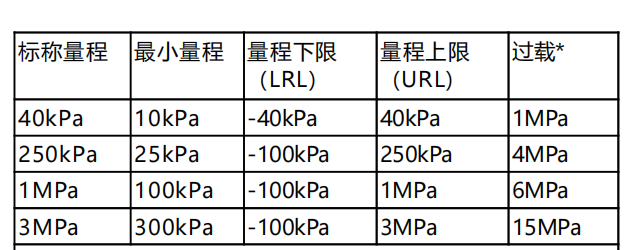 标称量程 最小量程 量程下限（LRL） 量程上限（URL） 过载*
40kPa 10kPa -40kPa 40kPa 1MPa
250kPa 25kPa -100kPa 250kPa 4MPa
1MPa 100kPa -100kPa 1MPa 6MPa
3MPa 300kPa -100kPa 3MPa 15MPa